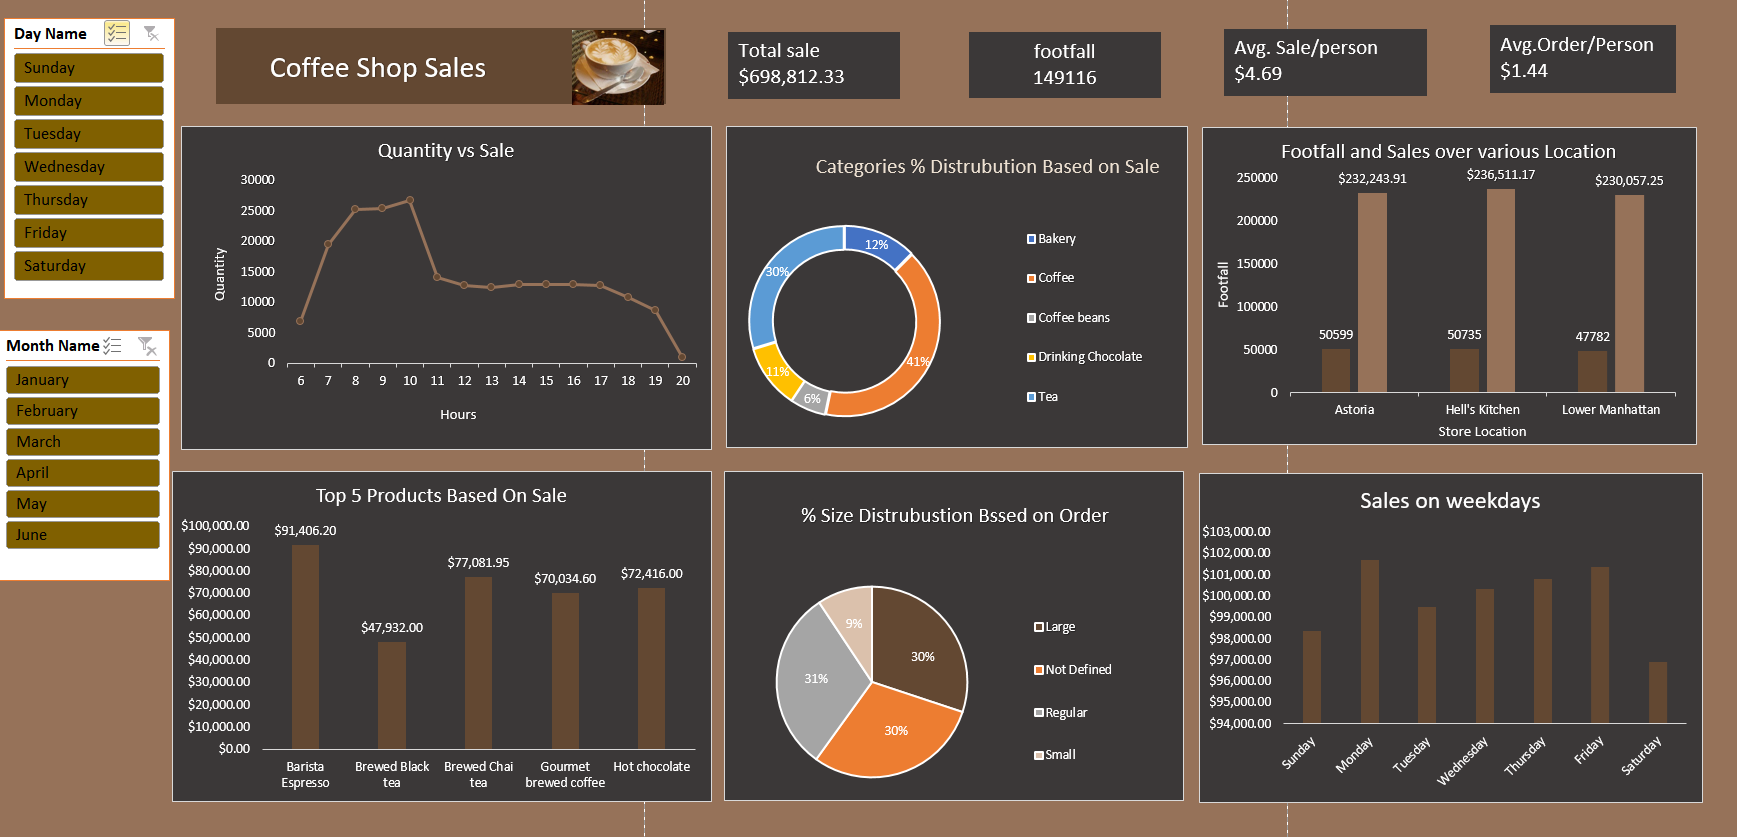 Day Name
Sunday
Monday
Tuesday
Wednesday
Thursday
Friday
Saturday
Month Name
January
February
March
April
May
June
Coffee Shop Sales
Total sale
$698,812.33
footfall
149116
Avg. Sale/person
$4.69
Avg.Order/Person
$1.44
Quantity vs Sale
30000
25000
20000
15000
10000
5000
0
Quantity
6 7 8 9 10 11 12 13 14 15 16 17 18 19 20
Hours
Categories % Distrubution Based on Sale
12%
41%
6%
11%
30%
Bakery
Coffee
Coffee beans
Drinking Chocolate
Tea
Footfall and Sales over various Location
250000
200000
150000
100000
50000
0
Footfall
$232,243.91 $236,511.17 $230,057.25
50599 50735 47782
Astoria Hell's Kitchen Lower Manhattan
Store Location
Top 5 Products Based On Sale
$100,000.00
$90,000.00
$80,000.00
$70,000.00
$60,000.00
$50,000.00
$40,000.00
$30,000.00
$20,000.00
$10,000.00
$0.00
$91,406.20
$47,932.00
$77,081.95
$70,034.60
$72,416.00
Barista
Espresso
Brewed Black
tea
Brewed Chai
tea
Gourmet
brewed coffee
Hot chocolate
% Size Distrubustion Bssed on Order
30%
30%
31%
9%
Large
Not Defined
Regular
Small
Sales on weekdays
$103,000.00
$102,000.00
$101,000.00
$100,000.00
$99,000.00
$98,000.00
$97,000.00
$96,000.00
$95,000.00
$94,000.00
Sunday
Monday
Tuesday
Wednesday
Thursday
Friday
Saturday